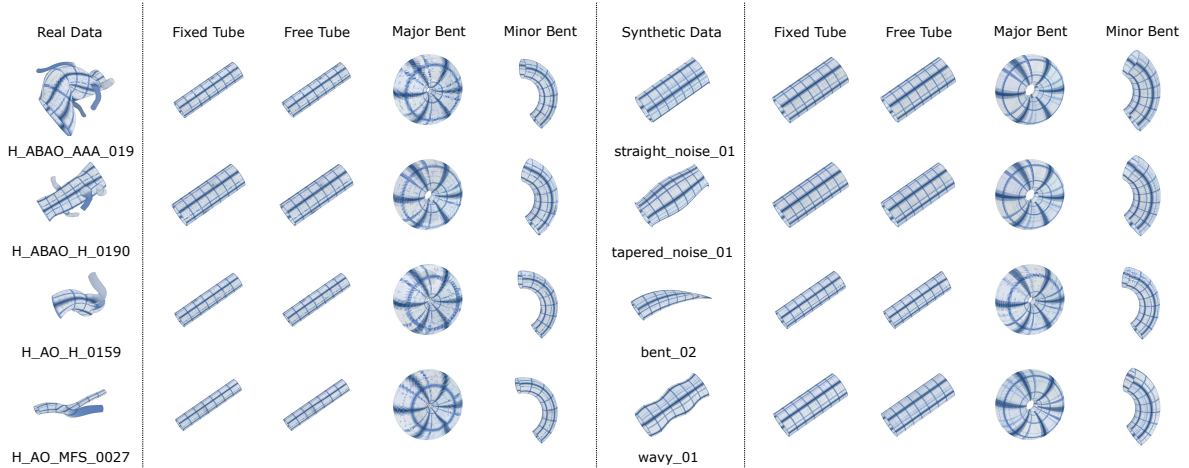 Real Data Fixed Tube Free Tube Major Bent Minor Bent Synthetic Data Fixed Tube Free Tube Major Bent Minor Bent
H_ABAO_AAA_019 straight_noise_01
H_ABAO_H_0190 tapered_noise_01
H_AO_H_0159 bent_02
H_AO_MFS_0027 wavy_01